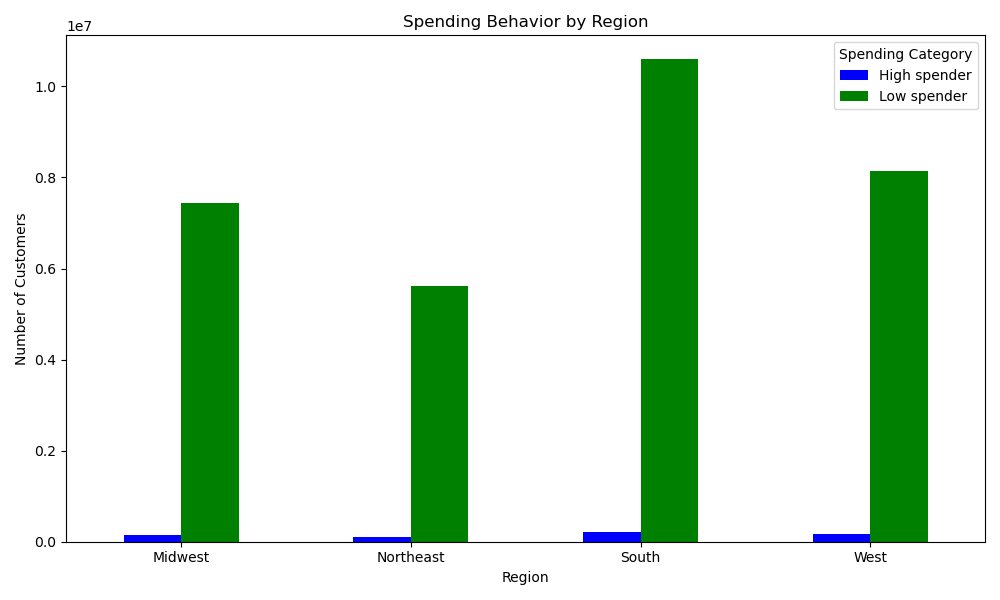 Spending Behavior by Region
1e7
Spending Category
High spender
Low spender
Number of Customers
1.0
0.8
0.6
0.4
0.2
0.0
Midwest Northeast South West
Region